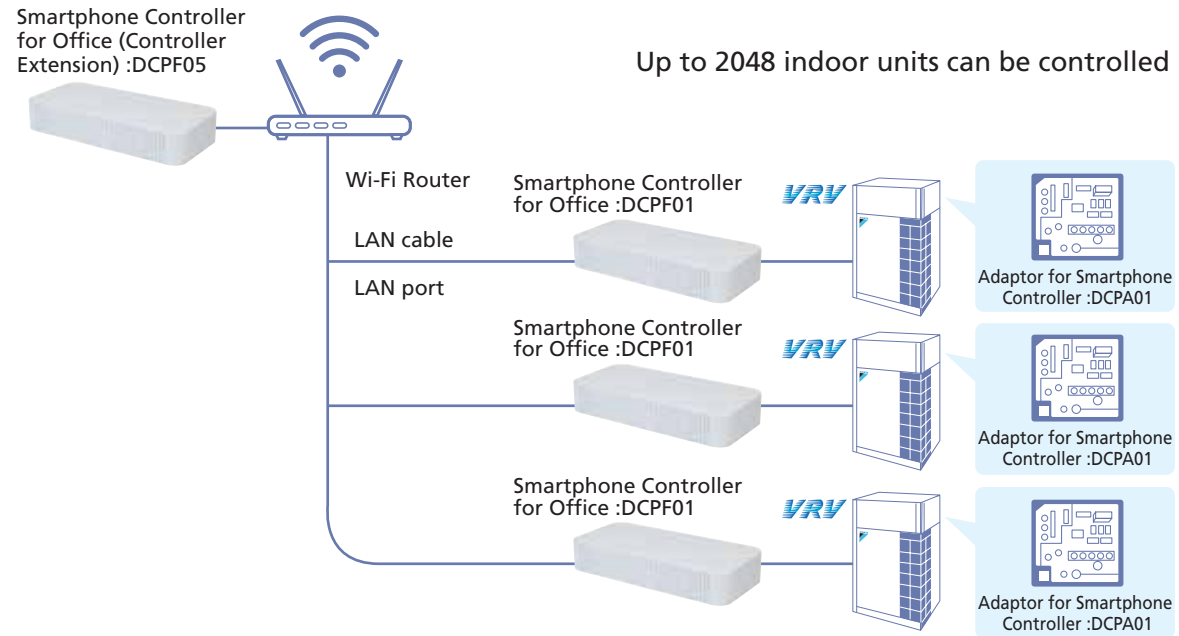 Smartphone Controller
for Office (Controller
Extension) :DCPF05
Up to 2048 indoor units can be controlled
Wi-Fi Router
LAN cable
LAN port
Smartphone Controller
for Office :DCPF01
VRV
Adaptor for Smartphone
Controller :DCPA01
Smartphone Controller
for Office :DCPF01
VRV
Adaptor for Smartphone
Controller :DCPA01
Smartphone Controller
for Office :DCPF01
VRV
Adaptor for Smartphone
Controller :DCPA01